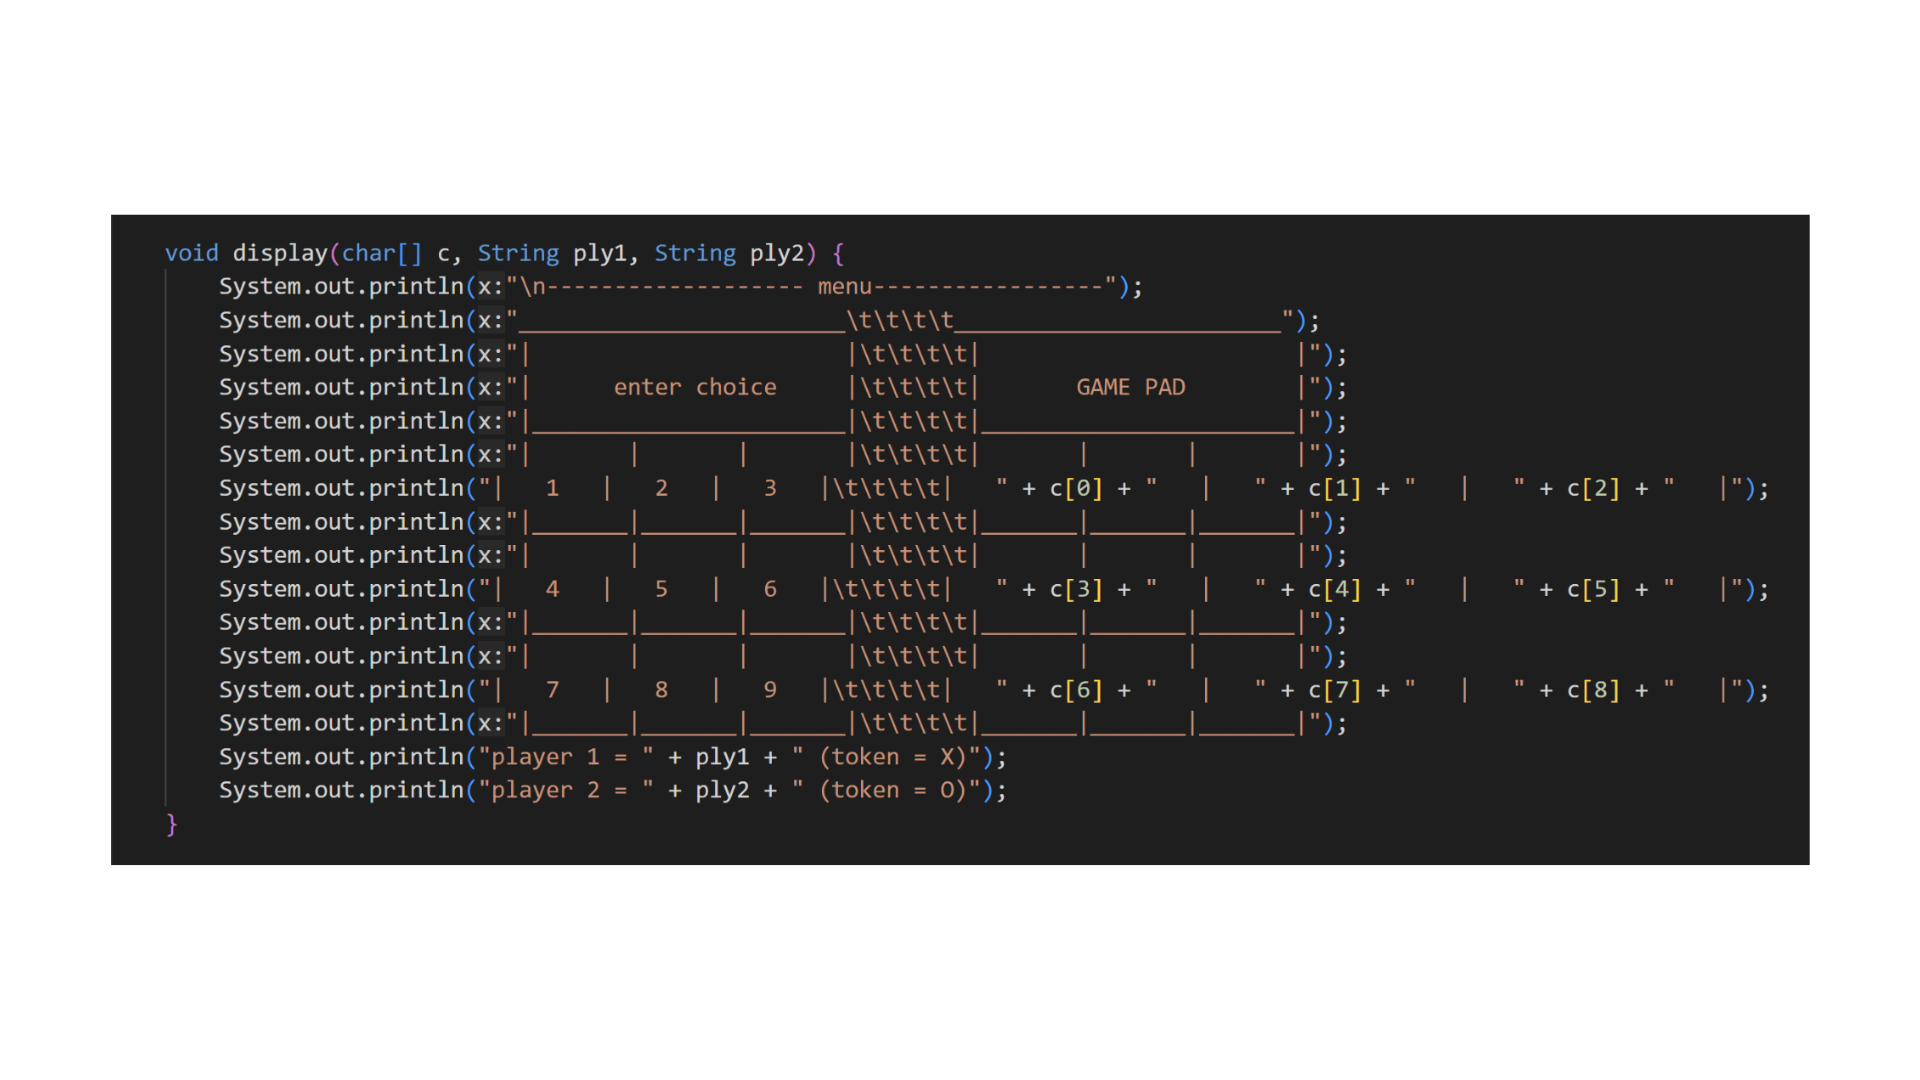 void display(char[] c, String ply1, String ply2) {
    System.out.println(x:"\n------------------- menu-----------------");
    System.out.println(x:"________________________\t\t\t\t________________________");
    System.out.println(x:"|                       |\t\t\t\t|                       |");
    System.out.println(x:"|      enter choice     |\t\t\t\t|       GAME PAD        |");
    System.out.println(x:"|_______________________|\t\t\t\t|_______________________|");
    System.out.println(x:"|       |       |       |\t\t\t\t|       |       |       |");
    System.out.println("|   1   |   2   |   3   |\t\t\t\t|   " + c[0] + "   |   " + c[1] + "   |   " + c[2] + "   |");
    System.out.println(x:"|_______|_______|_______|\t\t\t\t|_______|_______|_______|");
    System.out.println(x:"|       |       |       |\t\t\t\t|       |       |       |");
    System.out.println("|   4   |   5   |   6   |\t\t\t\t|   " + c[3] + "   |   " + c[4] + "   |   " + c[5] + "   |");
    System.out.println(x:"|_______|_______|_______|\t\t\t\t|_______|_______|_______|");
    System.out.println(x:"|       |       |       |\t\t\t\t|       |       |       |");
    System.out.println("|   7   |   8   |   9   |\t\t\t\t|   " + c[6] + "   |   " + c[7] + "   |   " + c[8] + "   |");
    System.out.println(x:"|_______|_______|_______|\t\t\t\t|_______|_______|_______|");
    System.out.println("player 1 = " + ply1 + " (token = X)");
    System.out.println("player 2 = " + ply2 + " (token = O)");
}